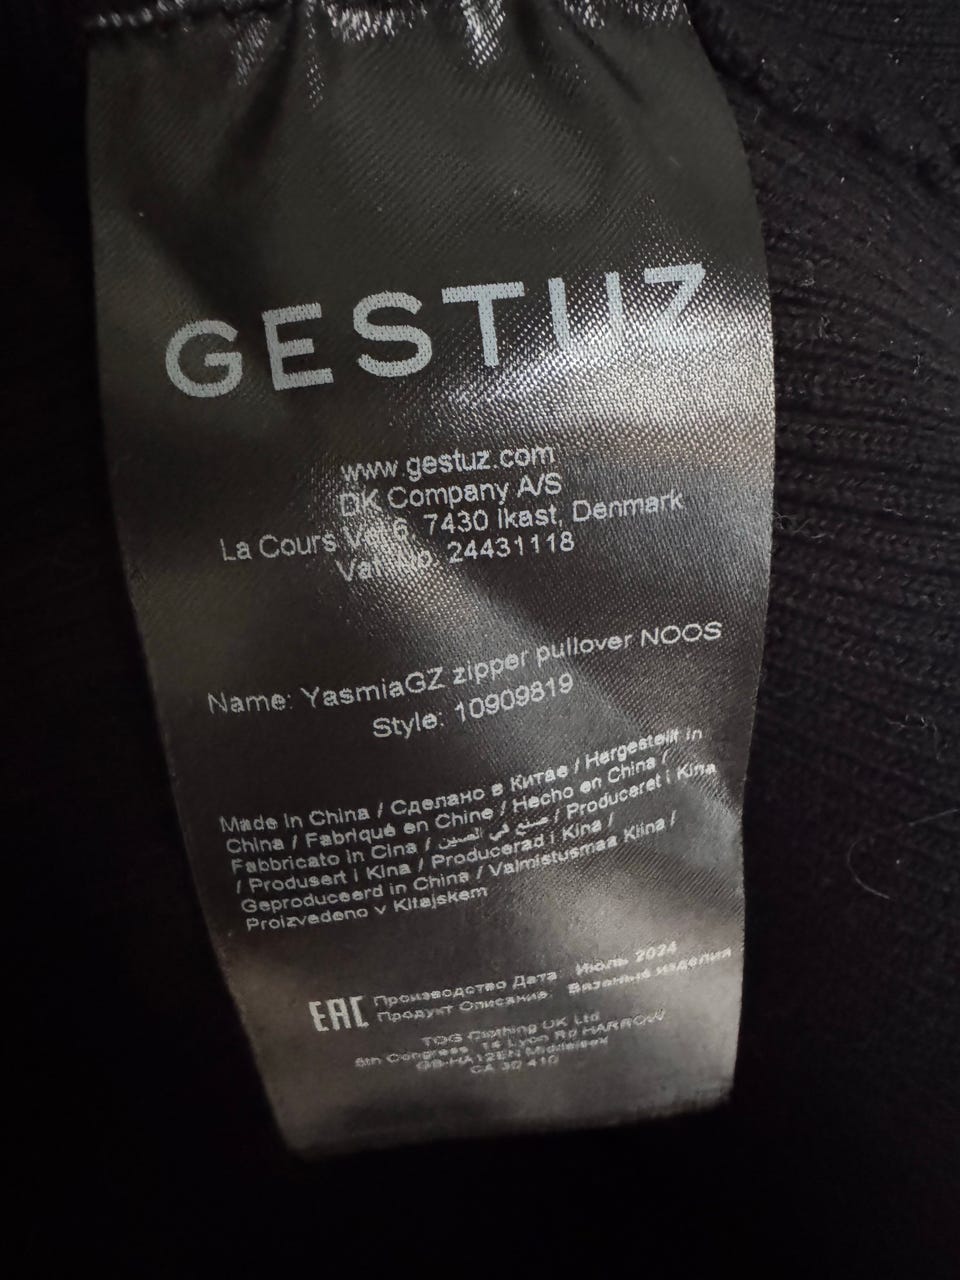 GESTUZ
www.gestuz.com
DK Company A/S
La Cours Vej 6, 7430 Ikast, Denmark
Vat No. 24431118
Name: YasmiaGZ zipper pullover NOOS
Style: 10909819
Made in China / Сделано в Китае / Hergestellt in
China / Fabriqué en Chine / Hecho en China /
Fabbricato in Cina / صنع في الصين / Produceret i Kina
/ Produsert i Kina / Producerad i Kina /
Geproduceerd in China / Valmistusmaa Kiina /
Proizvedeno v Kitajskem
EAC
Производство Дата: Июль 2024
Продукт Описание: Вязаные изделия
TOG Clothing UK Ltd
6th Congress 14 Lyon Rd HARROW
GB-HA12EN Middelsex